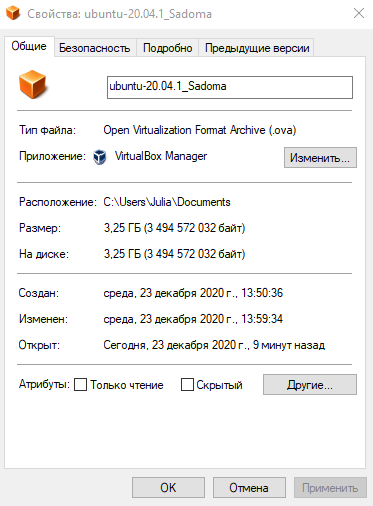 Свойства: ubuntu-20.04.1_Sadoma
Общие Безопасность Подробно Предыдущие версии
ubuntu-20.04.1_Sadoma
Тип файла: Open Virtualization Format Archive (.ova)
Приложение: VirtualBox Manager Изменить...
Расположение: C:\Users\Julia\Documents
Размер: 3,25 ГБ (3 494 572 032 байт)
На диске: 3,25 ГБ (3 494 572 032 байт)
Создан: среда, 23 декабря 2020 г., 13:50:36
Изменен: среда, 23 декабря 2020 г., 13:59:34
Открыт: Сегодня, 23 декабря 2020 г., 9 минут назад
Атрибуты: Только чтение Скрытый Другие...
OK Отмена Применить